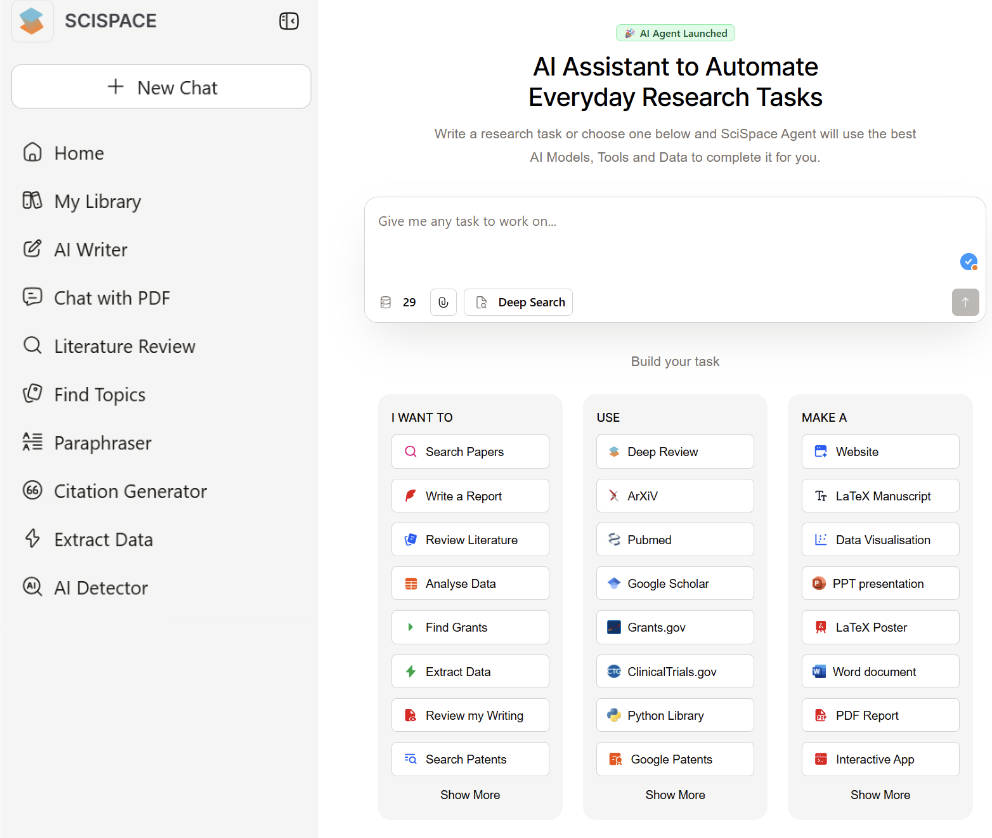 SCISPACE
New Chat
Home
My Library
AI Writer
Chat with PDF
Literature Review
Find Topics
Paraphraser
Citation Generator
Extract Data
AI Detector
AI Agent Launched
AI Assistant to Automate
Everyday Research Tasks
Write a research task or choose one below and SciSpace Agent will use the best
AI Models, Tools and Data to complete it for you.
Give me any task to work on...
29
Deep Search
Build your task
I WANT TO
Search Papers
Write a Report
Review Literature
Analyse Data
Find Grants
Extract Data
Review my Writing
Search Patents
Show More
USE
Deep Review
ArXiV
Pubmed
Google Scholar
Grants.gov
ClinicalTrials.gov
Python Library
Google Patents
Show More
MAKE A
Website
LaTeX Manuscript
Data Visualisation
PPT presentation
LaTeX Poster
Word document
PDF Report
Interactive App
Show More